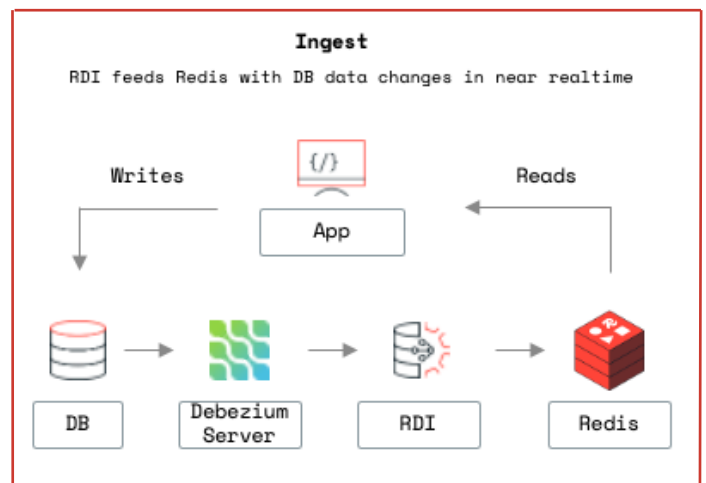 Ingest
RDI feeds Redis with DB data changes in near realtime
{/}
Writes
Reads
App
DB
Debezium
Server
RDI
Redis